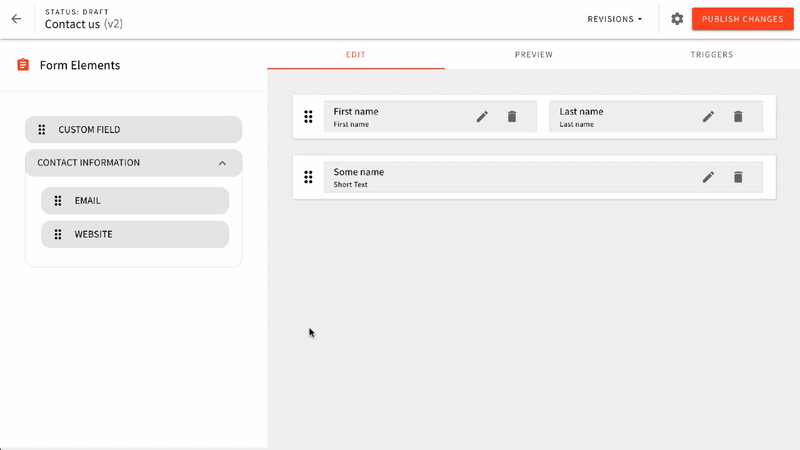 STATUS: DRAFT
Contact us (v2)
REVISIONS
PUBLISH CHANGES
Form Elements
EDIT
PREVIEW
TRIGGERS
CUSTOM FIELD
CONTACT INFORMATION
EMAIL
WEBSITE
First name
First name
Last name
Last name
Some name
Short Text